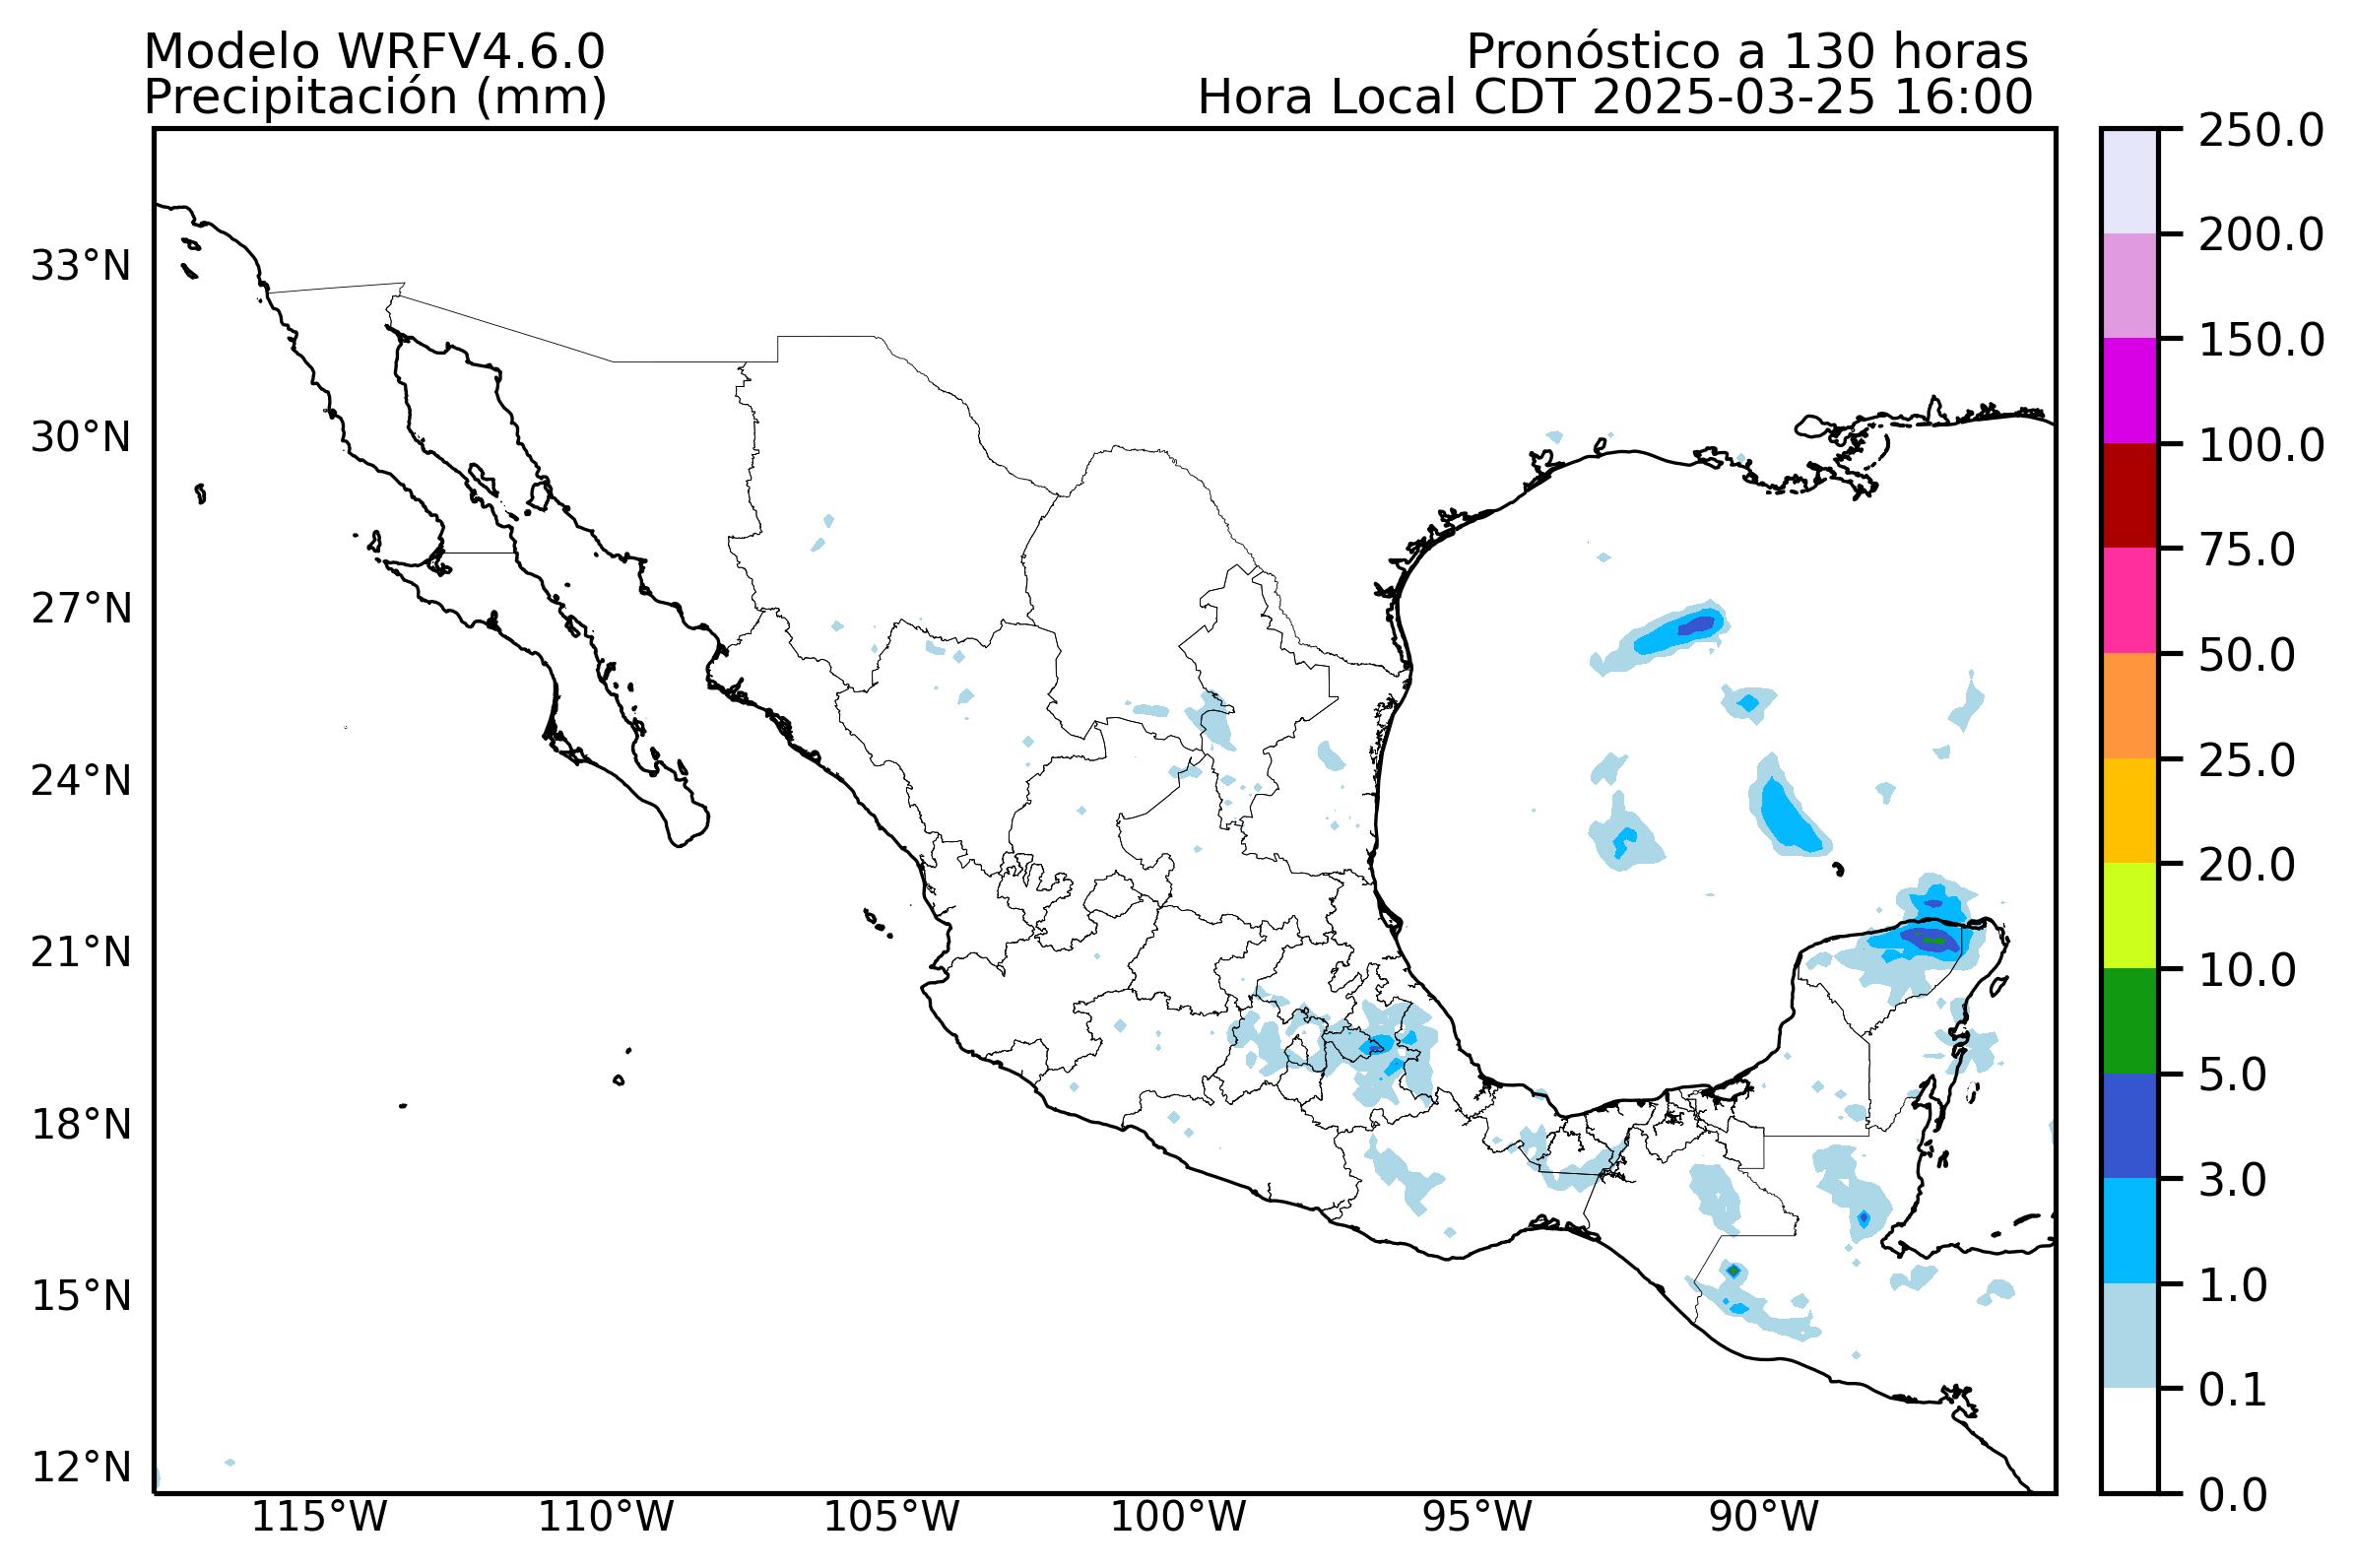 Modelo WRFV4.6.0
Precipitación (mm)
Pronóstico a 130 horas
Hora Local CDT 2025-03-25 16:00
33°N
30°N
27°N
24°N
21°N
18°N
15°N
12°N
115°W
110°W
105°W
100°W
95°W
90°W
250.0
200.0
150.0
100.0
75.0
50.0
25.0
20.0
10.0
5.0
3.0
1.0
0.1
0.0